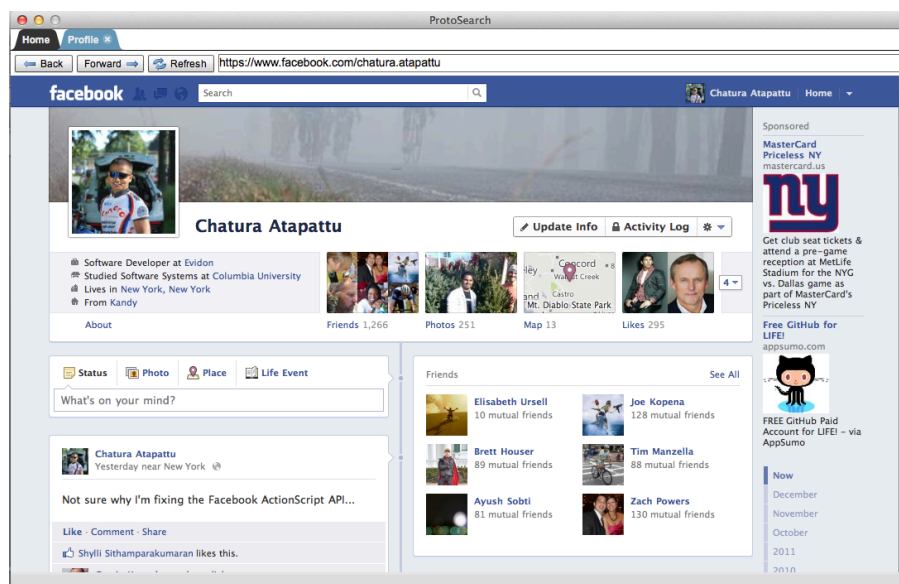 ProtoSearch
Home Profile
Back Forward Refresh https://www.facebook.com/chatura.atapattu
facebook Search Chatura Atapattu Home
Chatura Atapattu
Update Info Activity Log
Software Developer at Evidon
Studied Software Systems at Columbia University
Lives in New York, New York
From Kandy
About
Concord
Walnut Creek
Castro
Mt. Diablo State Park
4
Friends 1,266 Photos 251 Map 13 Likes 295
Status Photo Place Life Event
What's on your mind?
Chatura Atapattu
Yesterday near New York
Not sure why I'm fixing the Facebook ActionScript API...
Like · Comment · Share
Shylli Sithamparakumaran likes this.
Friends See All
Elisabeth Ursell
10 mutual friends
Joe Kopena
128 mutual friends
Brett Houser
89 mutual friends
Tim Manzella
88 mutual friends
Ayush Sobti
81 mutual friends
Zach Powers
130 mutual friends
Sponsored
MasterCard
Priceless NY
mastercard.us
ny
Get club seat tickets &
attend a pre-game
reception at MetLife
Stadium for the NYG
vs. Dallas game as
part of MasterCard's
Priceless NY
Free GitHub for
LIFE!
appsumo.com
FREE GitHub Paid
Account for LIFE! - via
AppSumo
Now
December
November
October
2011
2010